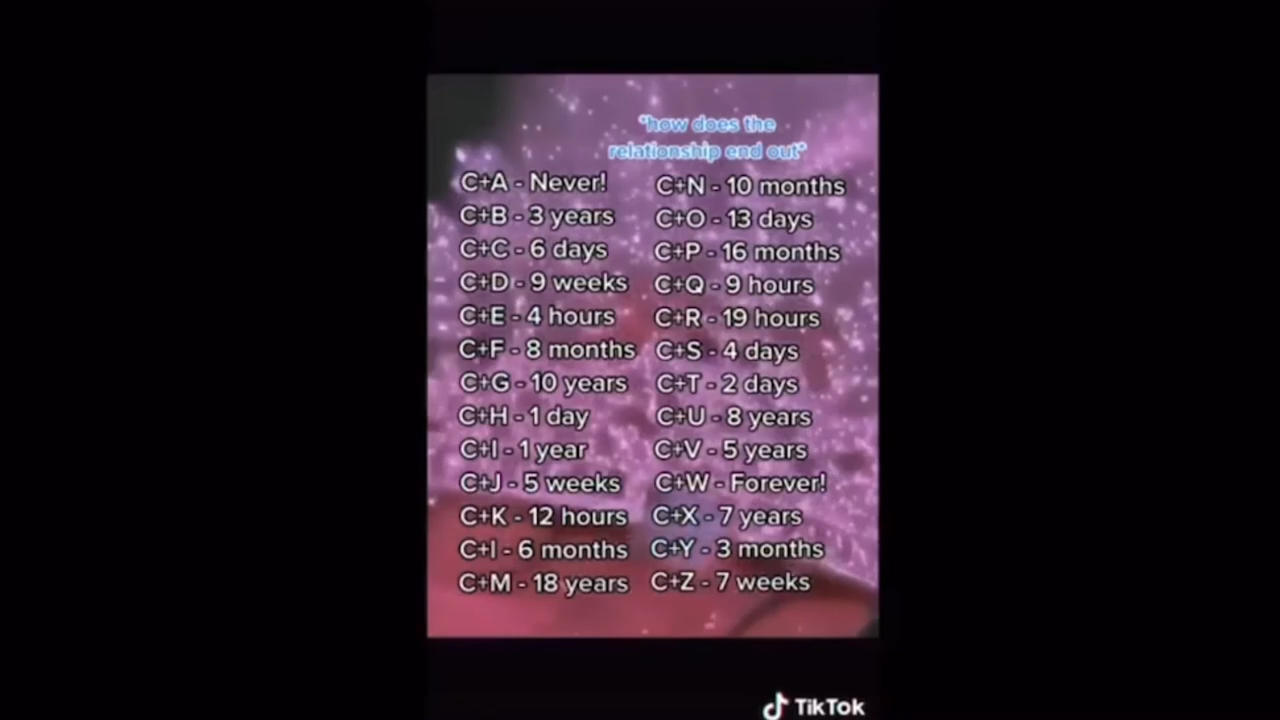 *how does the
relationship end out*
C+A - Never!
C+B - 3 years
C+C - 6 days
C+D - 9 weeks
C+E - 4 hours
C+F - 8 months
C+G - 10 years
C+H - 1 day
C+I - 1 year
C+J - 5 weeks
C+K - 12 hours
C+I - 6 months
C+M - 18 years
C+N - 10 months
C+O - 13 days
C+P - 16 months
C+Q - 9 hours
C+R - 19 hours
C+S - 4 days
C+T - 2 days
C+U - 8 years
C+V - 5 years
C+W - Forever!
C+X - 7 years
C+Y - 3 months
C+Z - 7 weeks
TikTok